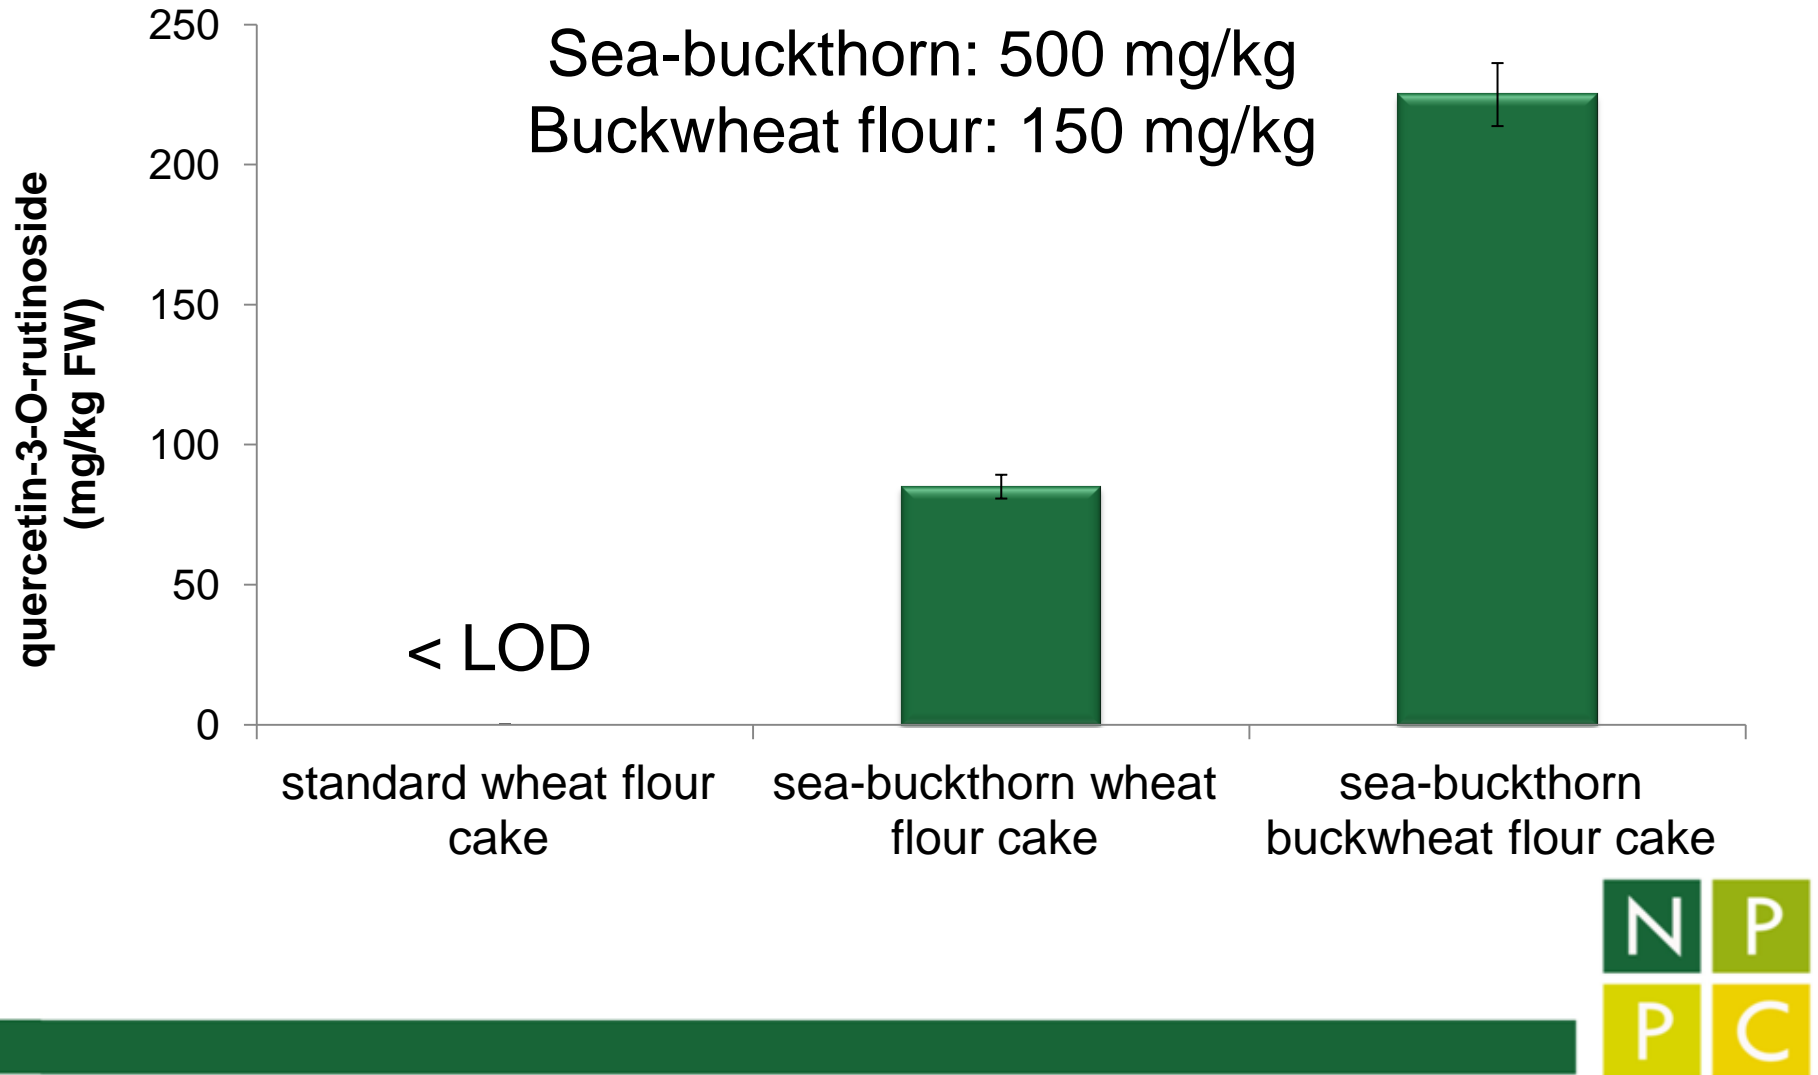 Sea-buckthorn: 500 mg/kg
Buckwheat flour: 150 mg/kg
quercetin-3-O-rutinoside
(mg/kg FW)
250
200
150
100
50
0
< LOD
standard wheat flour
cake
sea-buckthorn wheat
flour cake
sea-buckthorn
buckwheat flour cake
N P
P C